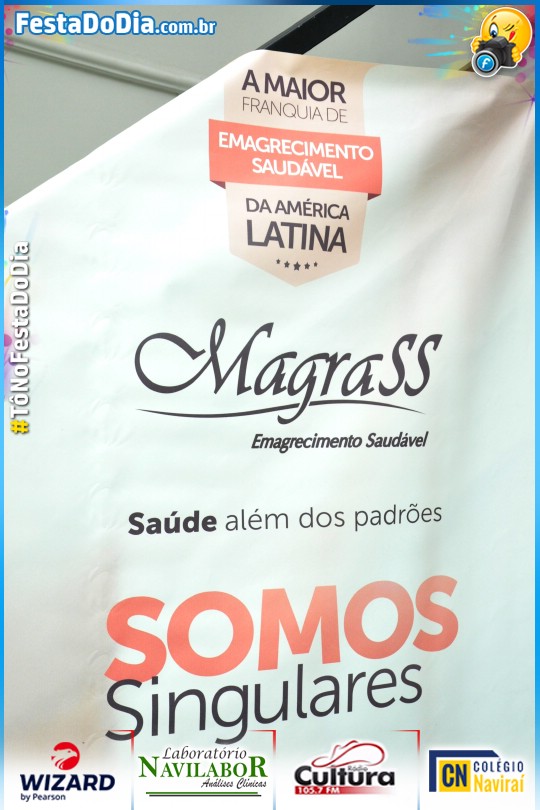 FestaDoDia.com.br
A MAIOR
FRANQUIA DE
EMAGRECIMENTO
SAUDÁVEL
DA AMÉRICA
LATINA
#TôNoFestaDoDia
MagraSS
Emagrecimento Saudável
Saúde além dos padrões
SOMOS
Singulares
WIZARD
by Pearson
Laboratório
NAVILABOR
Análises Clínicas
Rádio
Cultura
105.7 FM
CN
COLÉGIO
Naviraí